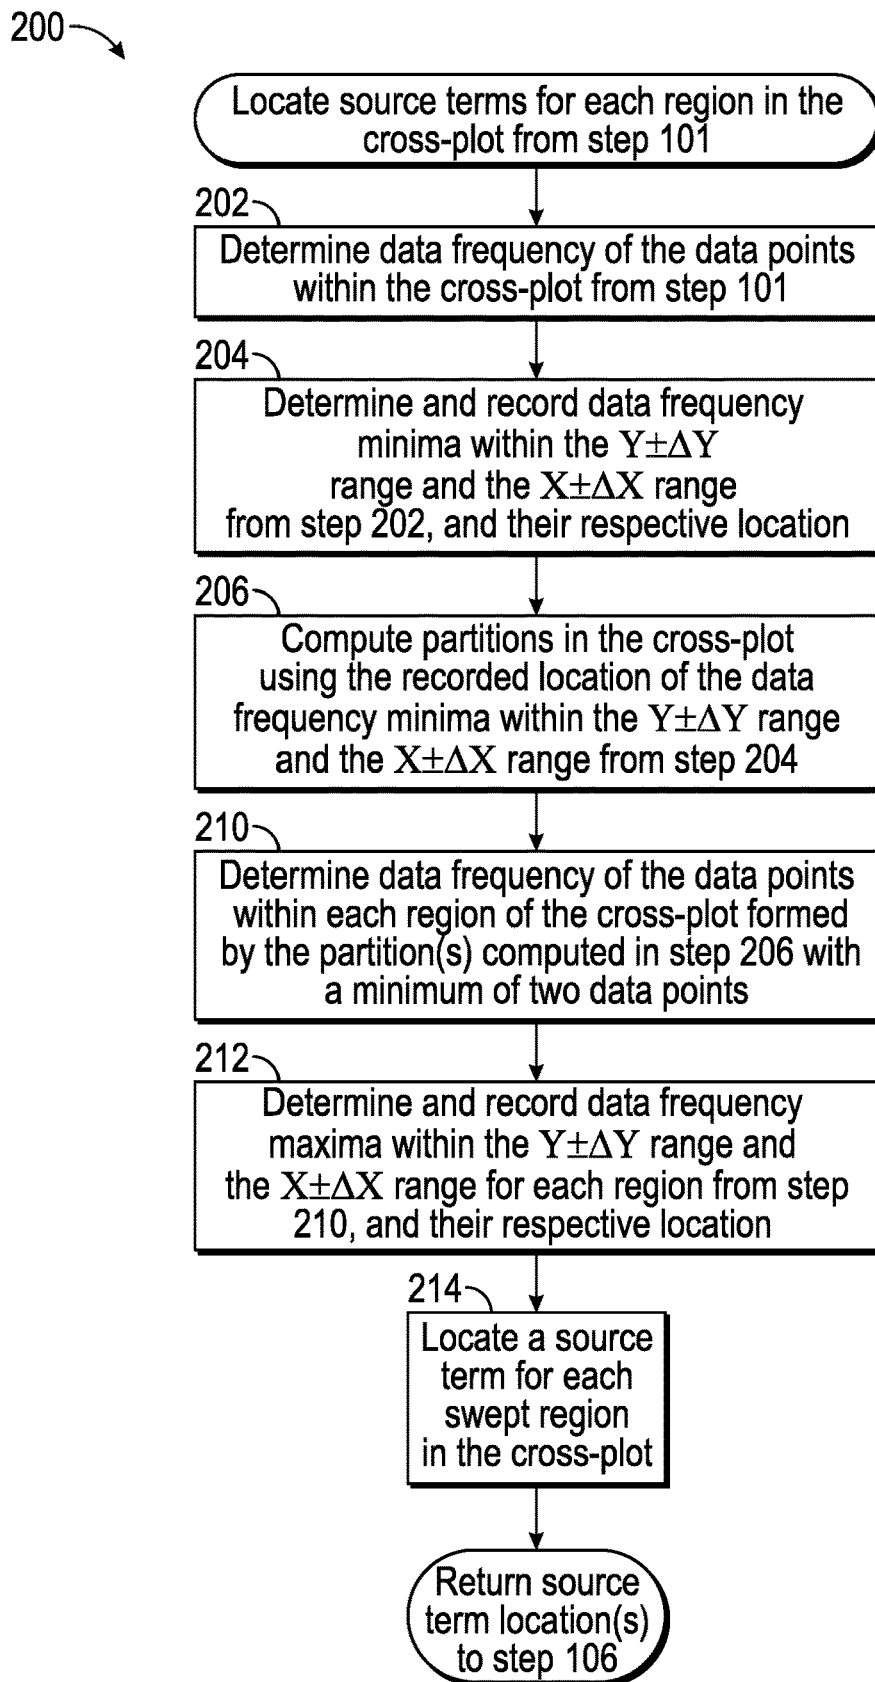 200
Locate source terms for each region in the
cross-plot from step 101
202
Determine data frequency of the data points
within the cross-plot from step 101
204
Determine and record data frequency
minima within the Y±ΔY
range and the X±ΔX range
from step 202, and their respective location
206
Compute partitions in the cross-plot
using the recorded location of the data
frequency minima within the Y±ΔY range
and the X±ΔX range from step 204
210
Determine data frequency of the data points
within each region of the cross-plot formed
by the partition(s) computed in step 206 with
a minimum of two data points
212
Determine and record data frequency
maxima within the Y±ΔY range and
the X±ΔX range for each region from step
210, and their respective location
214
Locate a source
term for each
swept region
in the cross-plot
Return source
term location(s)
to step 106